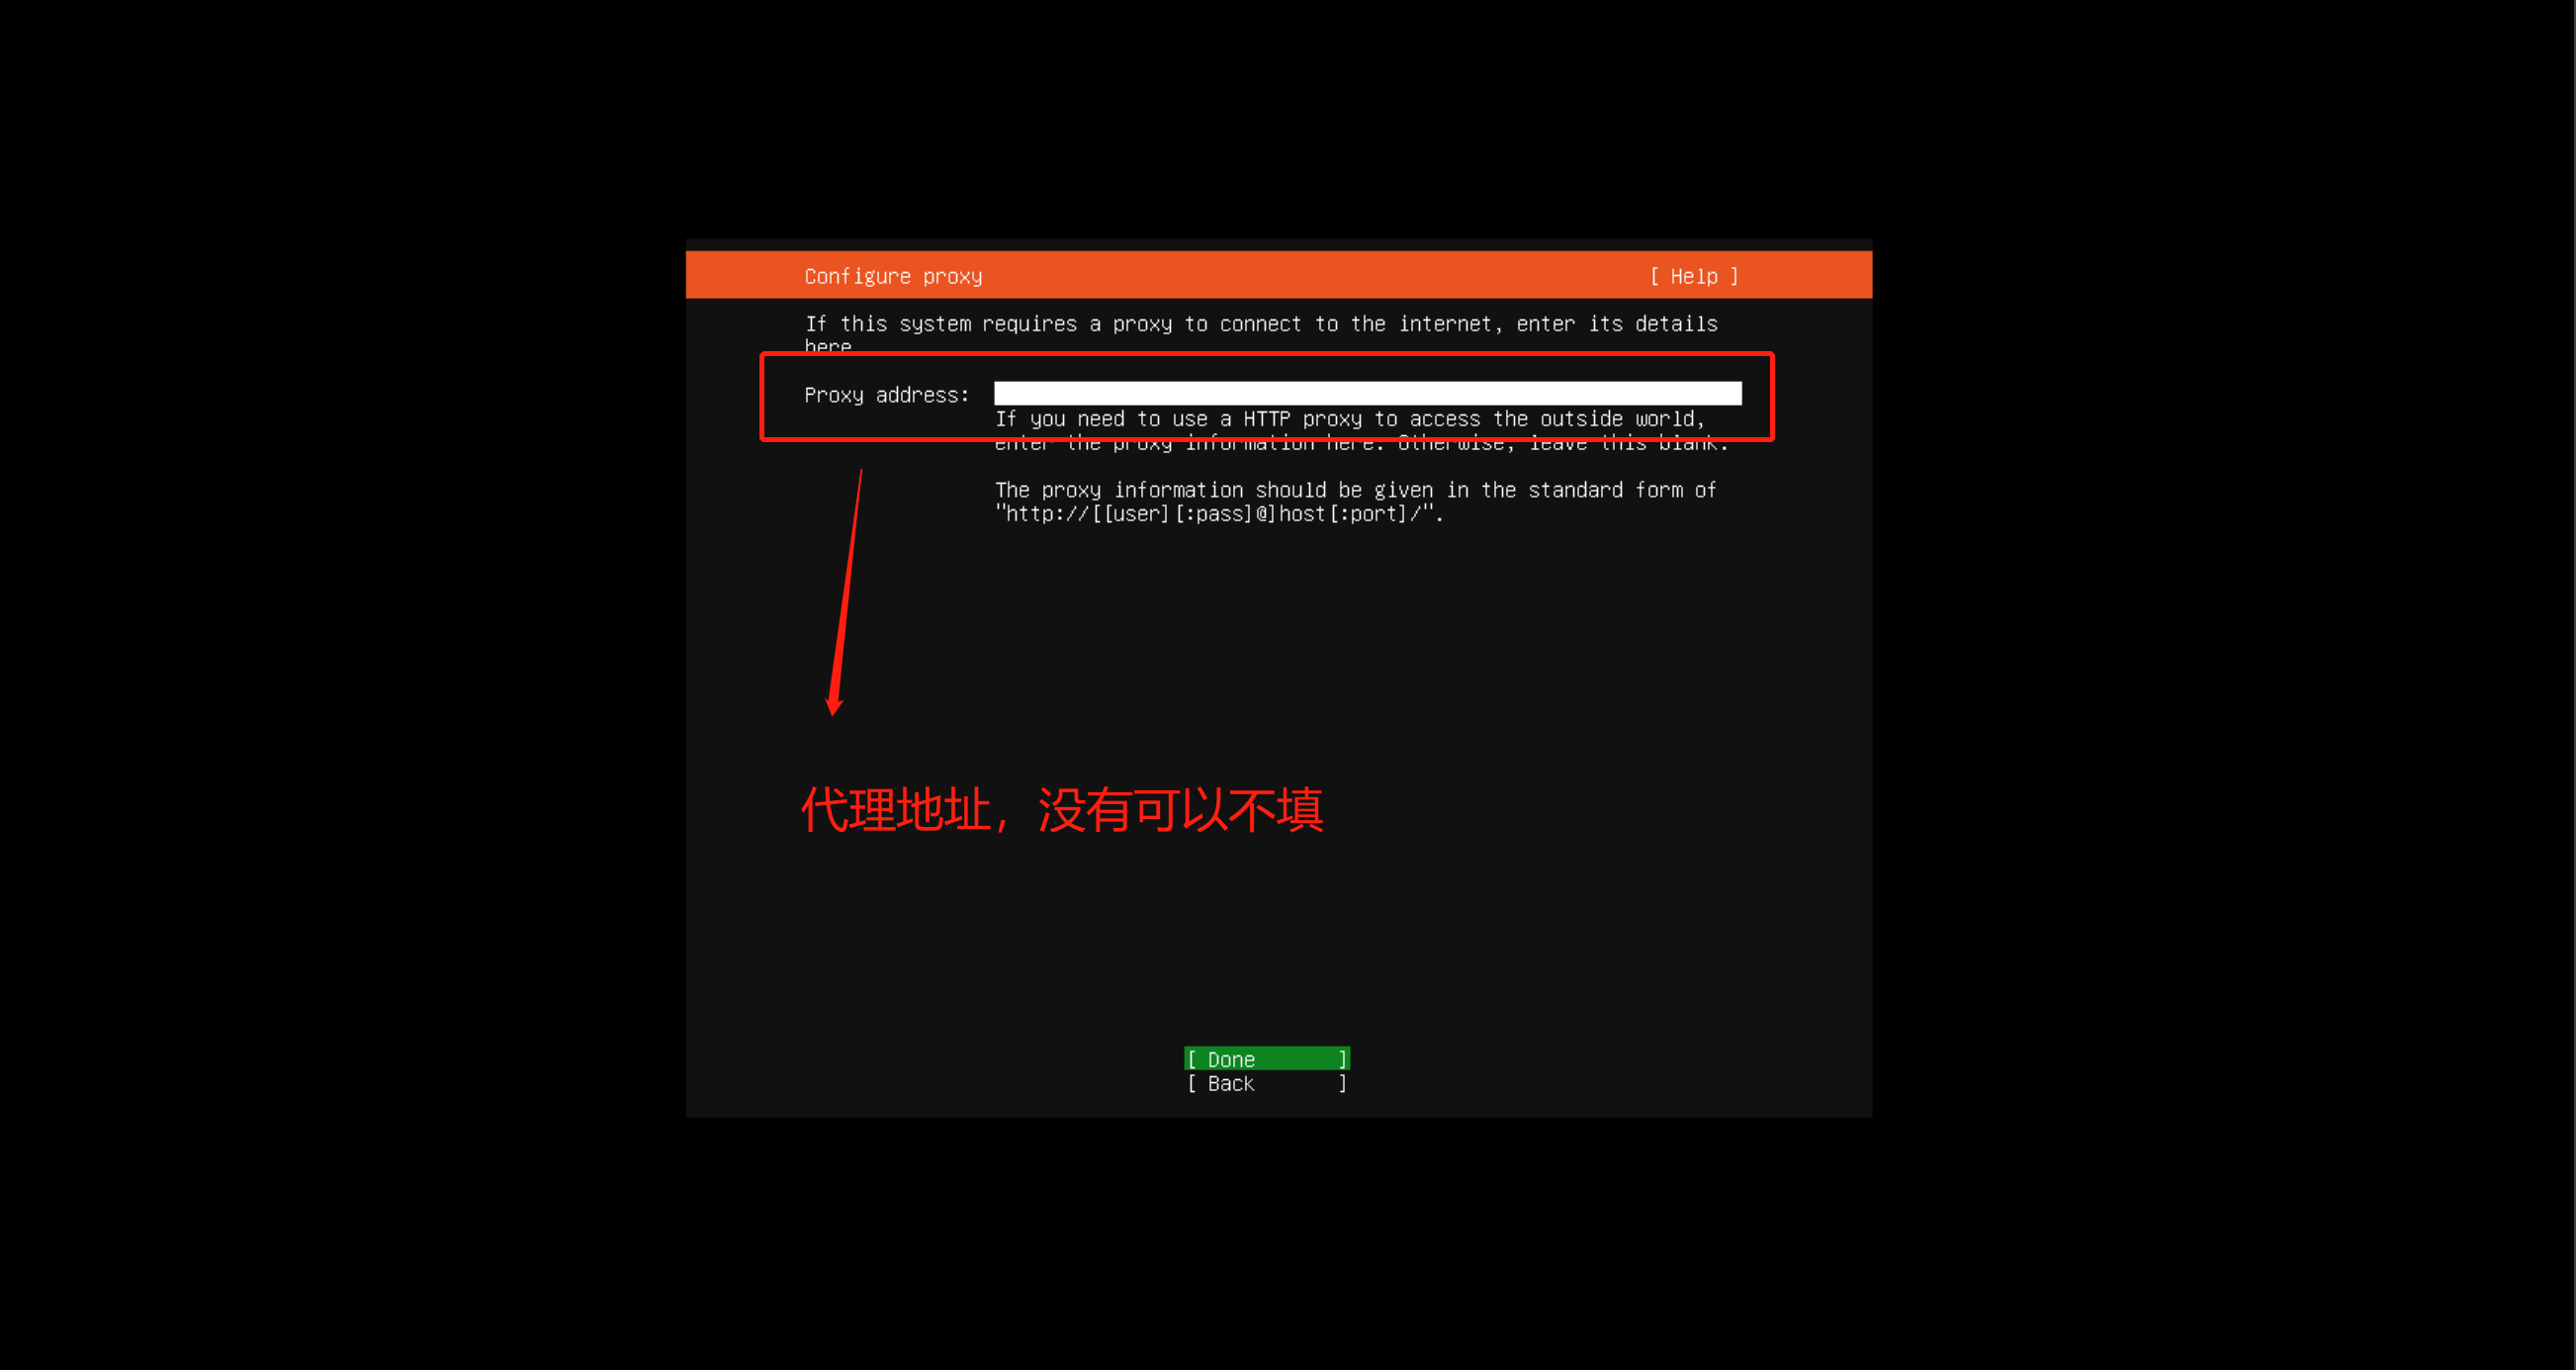 Configure proxy [ Help ]
If this system requires a proxy to connect to the internet, enter its details
here
Proxy address:
If you need to use a HTTP proxy to access the outside world,
enter the proxy information here. Otherwise, leave this blank.
The proxy information should be given in the standard form of
"http://[[user][:pass]@]host[:port]/".
代理地址，没有可以不填
[ Done ]
[ Back ]